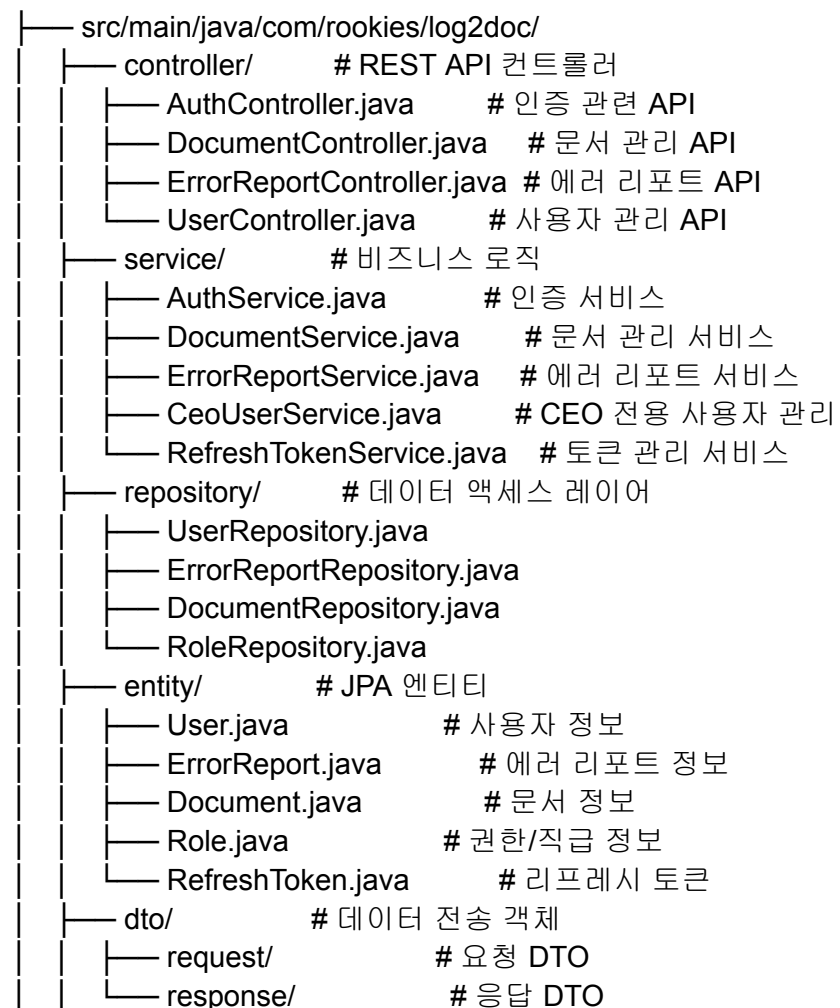 ├── src/main/java/com/rookies/log2doc/
│   ├── controller/ # REST API 컨트롤러
│   │   ├── AuthController.java # 인증 관련 API
│   │   ├── DocumentController.java # 문서 관리 API
│   │   ├── ErrorReportController.java # 에러 리포트 API
│   │   └── UserController.java # 사용자 관리 API
│   ├── service/ # 비즈니스 로직
│   │   ├── AuthService.java # 인증 서비스
│   │   ├── DocumentService.java # 문서 관리 서비스
│   │   ├── ErrorReportService.java # 에러 리포트 서비스
│   │   ├── CeoUserService.java # CEO 전용 사용자 관리
│   │   └── RefreshTokenService.java # 토큰 관리 서비스
│   ├── repository/ # 데이터 액세스 레이어
│   │   ├── UserRepository.java
│   │   ├── ErrorReportRepository.java
│   │   ├── DocumentRepository.java
│   │   └── RoleRepository.java
│   ├── entity/ # JPA 엔티티
│   │   ├── User.java # 사용자 정보
│   │   ├── ErrorReport.java # 에러 리포트 정보
│   │   ├── Document.java # 문서 정보
│   │   ├── Role.java # 권한/직급 정보
│   │   └── RefreshToken.java # 리프레시 토큰
│   ├── dto/ # 데이터 전송 객체
│   │   ├── request/ # 요청 DTO
│   │   └── response/ # 응답 DTO